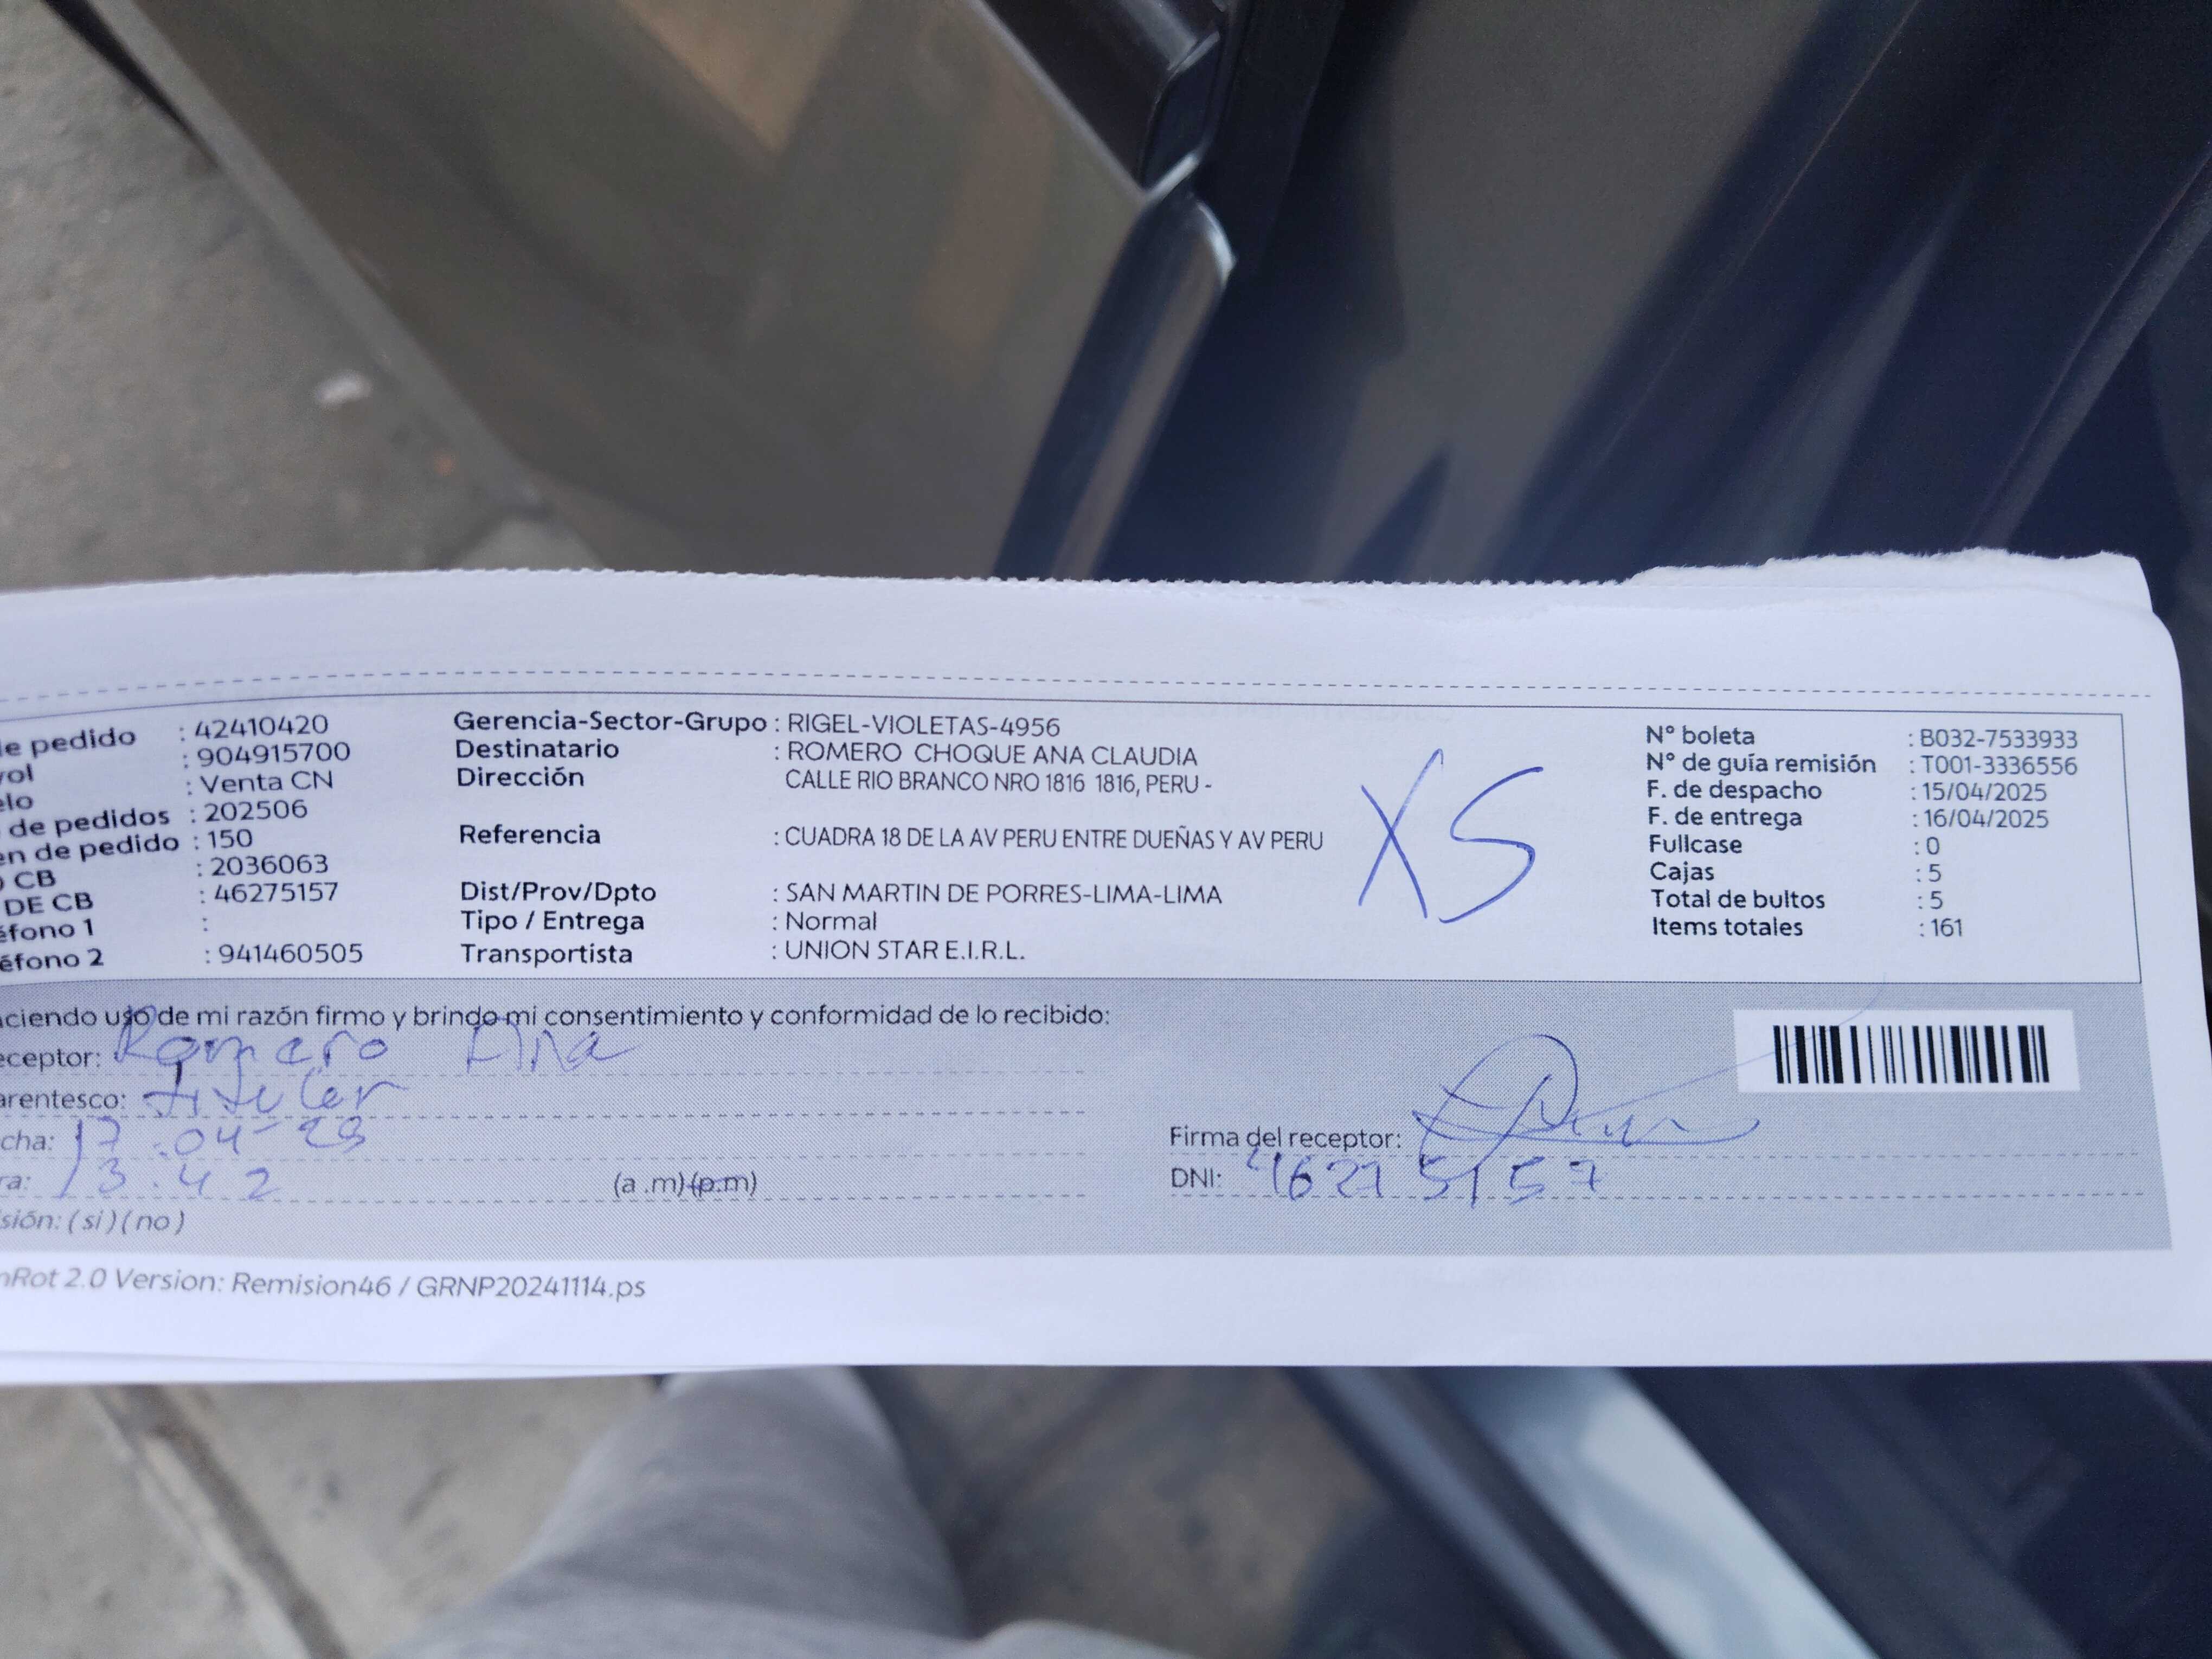 e pedido : 42410420 Gerencia-Sector-Grupo : RIGEL-VIOLETAS-4956 N° boleta : B032-7533933
rol : 904915700 Destinatario : ROMERO CHOQUE ANA CLAUDIA N° de guía remisión : T001-3336556
elo : Venta CN Dirección CALLE RIO BRANCO NRO 1816 1816, PERU - F. de despacho : 15/04/2025
de pedidos : 202506 F. de entrega : 16/04/2025
en de pedido : 150 Referencia : CUADRA 18 DE LA AV PERU ENTRE DUEÑAS Y AV PERU X5 Fullcase : 0
CB : 2036063 Cajas : 5
DE CB : 46275157 Dist/Prov/Dpto : SAN MARTIN DE PORRES-LIMA-LIMA Total de bultos : 5
éfono 1 : Tipo / Entrega : Normal Items totales : 161
éfono 2 : 941460505 Transportista : UNION STAR E.I.R.L.
aciendo uso de mi razón firmo y brindo mi consentimiento y conformidad de lo recibido:
eceptor: Romero Ana
arentesco: titular
cha: 17.04-25 Firma del receptor:
ra: 13:42 (a .m)(p.m) DNI: 46275157
sión: (si)(no)
nRot 2.0 Version: Remision46 / GRNP20241114.ps